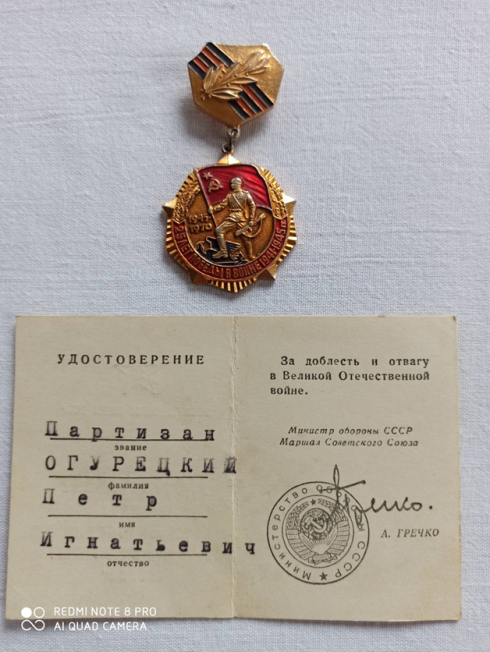 1945
1970
25 ЛЕТ ПОБЕДЫ В ВОЙНЕ 1941-1945 гг.
УДОСТОВЕРЕНИЕ
Партизан
звание
ОГУРЕЦКИЙ
фамилия
Петр
имя
Игнатьевич
отчество
За доблесть и отвагу
в Великой Отечественной
войне.
Министр обороны СССР
Маршал Советского Союза
Министерство обороны СССР
А. ГРЕЧКО
REDMI NOTE 8 PRO
AI QUAD CAMERA